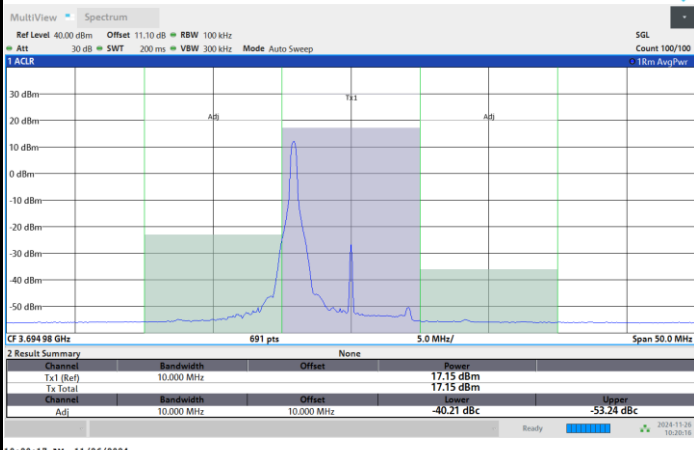 MultiView Spectrum
Ref Level 40.00 dBm Offset 11.10 dB RBW 100 kHz SGL
Att 30 dB SWT 200 ms VBW 300 kHz Mode Auto Sweep Count 100/100
1 ACLR 1Rm AvgPwr
30 dBm
Tx1
20 dBm Adj Adj
10 dBm
0 dBm
-10 dBm
-20 dBm
-30 dBm
-40 dBm
-50 dBm
CF 3.694 98 GHz 691 pts 5.0 MHz/ Span 50.0 MHz
2 Result Summary None
Channel Bandwidth Offset Power
Tx1 (Ref) 10.000 MHz 17.15 dBm
Tx Total 17.15 dBm
Channel Bandwidth Offset Lower Upper
Adj 10.000 MHz 10.000 MHz -40.21 dBc -53.24 dBc
Ready 2024-11-26
10:20:16